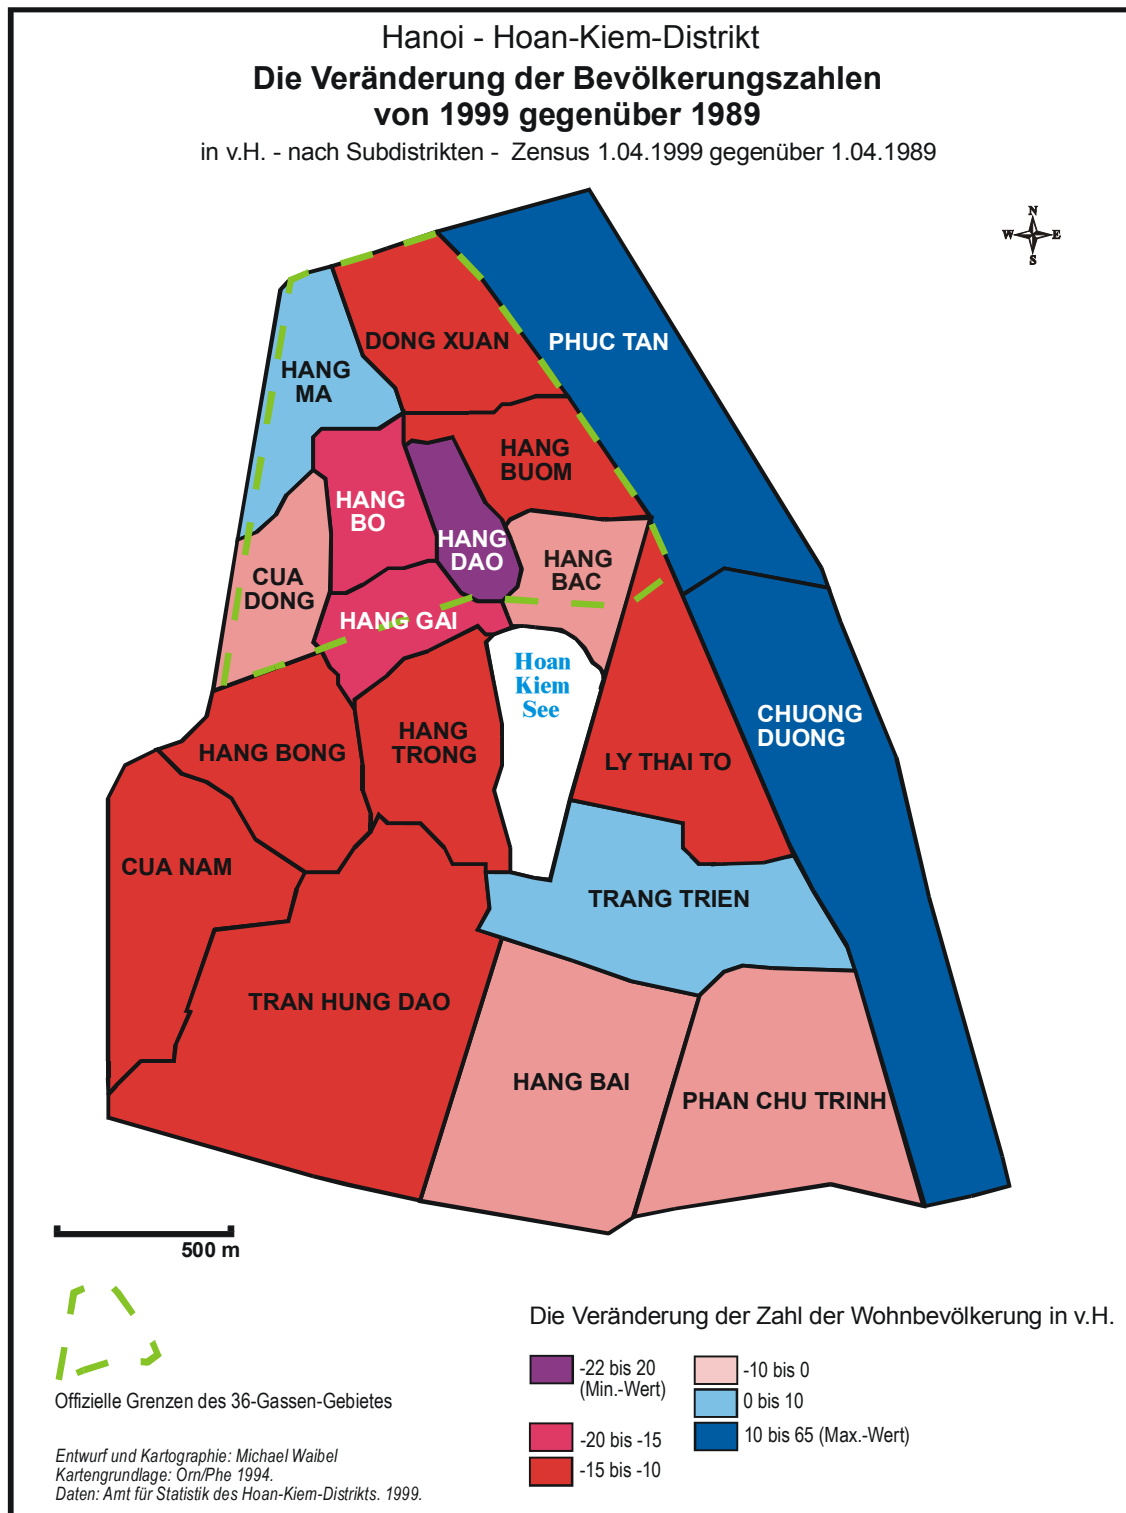 Hanoi - Hoan-Kiem-Distrikt
Die Veränderung der Bevölkerungszahlen
von 1999 gegenüber 1989
in v.H. - nach Subdistrikten - Zensus 1.04.1999 gegenüber 1.04.1989
N
W E
S
DONG XUAN
PHUC TAN
HANG
MA
HANG
BUOM
HANG
BO
HANG
DAO
HANG
BAC
CUA
DONG
HANG GAI
Hoan
Kiem
See
CHUONG
DUONG
HANG BONG
HANG
TRONG
LY THAI TO
CUA NAM
TRANG TRIEN
TRAN HUNG DAO
HANG BAI
PHAN CHU TRINH
500 m
Offizielle Grenzen des 36-Gassen-Gebietes
Entwurf und Kartographie: Michael Waibel
Kartengrundlage: Orn/Phe 1994.
Daten: Amt für Statistik des Hoan-Kiem-Distrikts. 1999.
Die Veränderung der Zahl der Wohnbevölkerung in v.H.
-22 bis 20
(Min.-Wert)
-20 bis -15
-15 bis -10
-10 bis 0
0 bis 10
10 bis 65 (Max.-Wert)